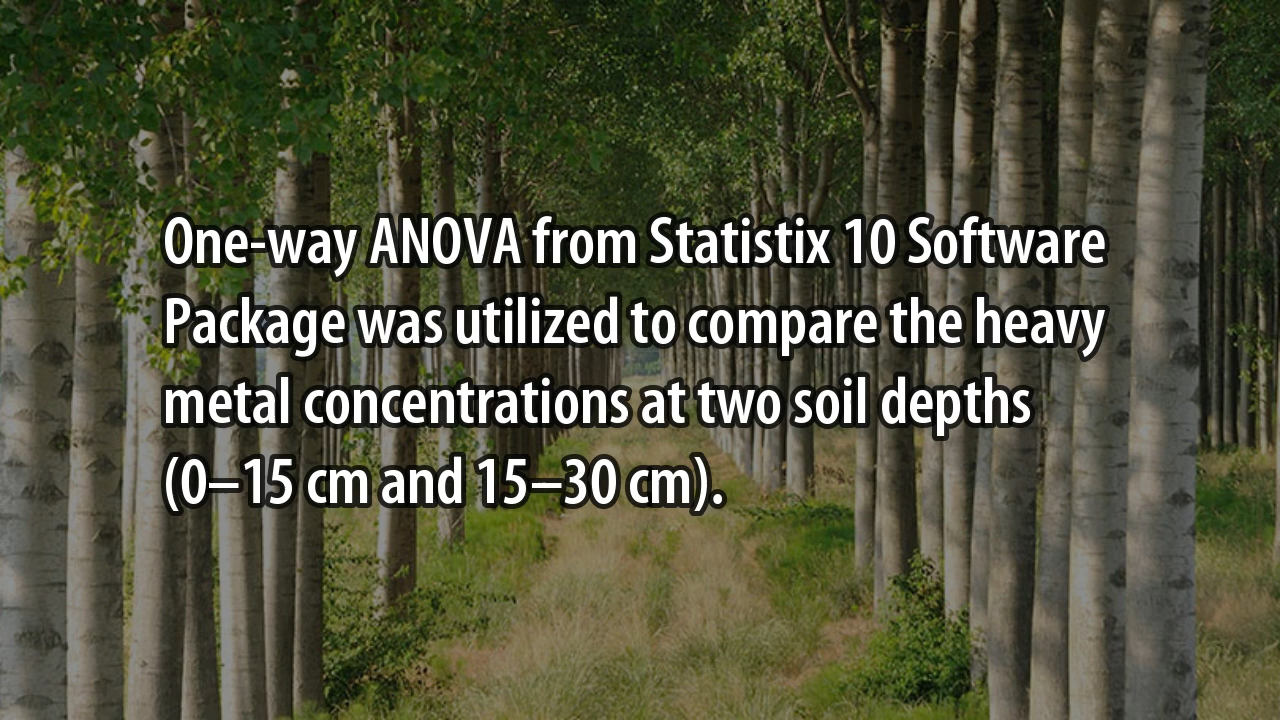 One-way ANOVA from Statistix 10 Software
Package was utilized to compare the heavy
metal concentrations at two soil depths
(0–15 cm and 15–30 cm).